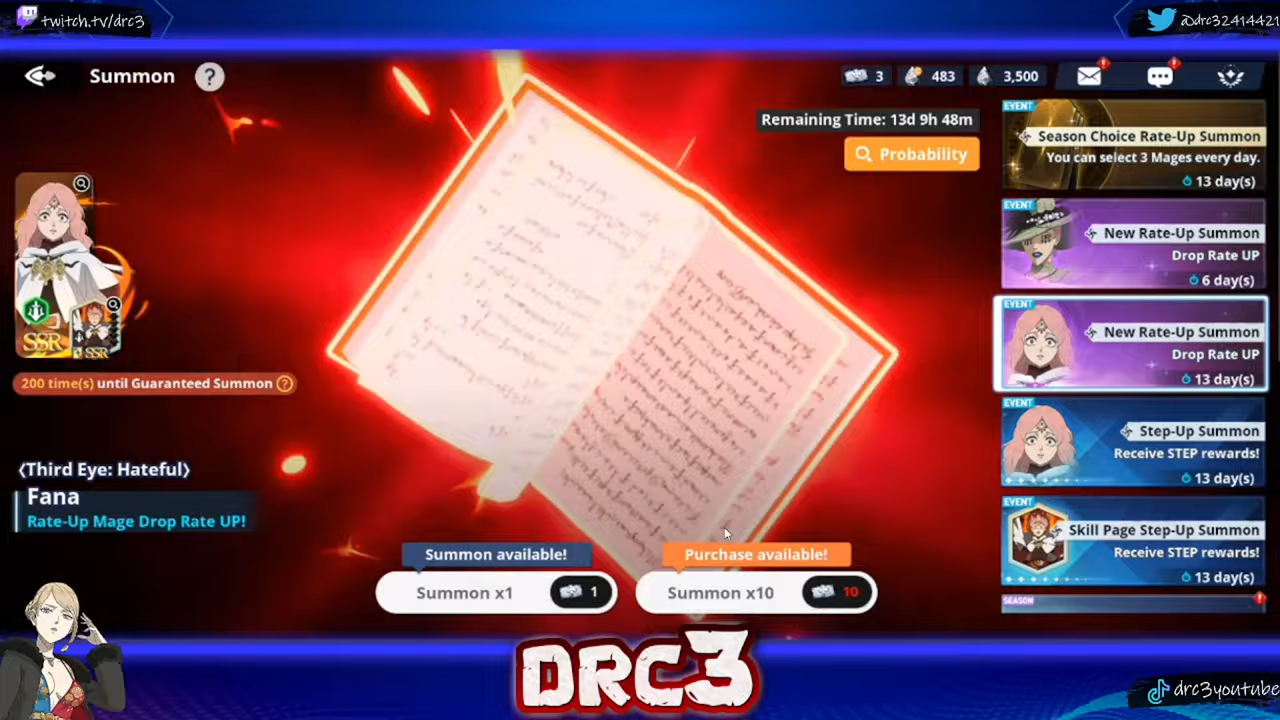 twitch.tv/drc3
@drc32414421
Summon ?
3 483 3,500
Remaining Time: 13d 9h 48m
Probability
SSR
SSR
200 time(s) until Guaranteed Summon ?
<Third Eye: Hateful>
Fana
Rate-Up Mage Drop Rate UP!
EVENT
Season Choice Rate-Up Summon
You can select 3 Mages every day.
13 day(s)
EVENT
New Rate-Up Summon
Drop Rate UP
6 day(s)
EVENT
New Rate-Up Summon
Drop Rate UP
13 day(s)
EVENT
Step-Up Summon
Receive STEP rewards!
13 day(s)
EVENT
Skill Page Step-Up Summon
Receive STEP rewards!
13 day(s)
SEASON
Summon available!
Summon x1 1
Purchase available!
Summon x10 10
DRC3
drc3youtube